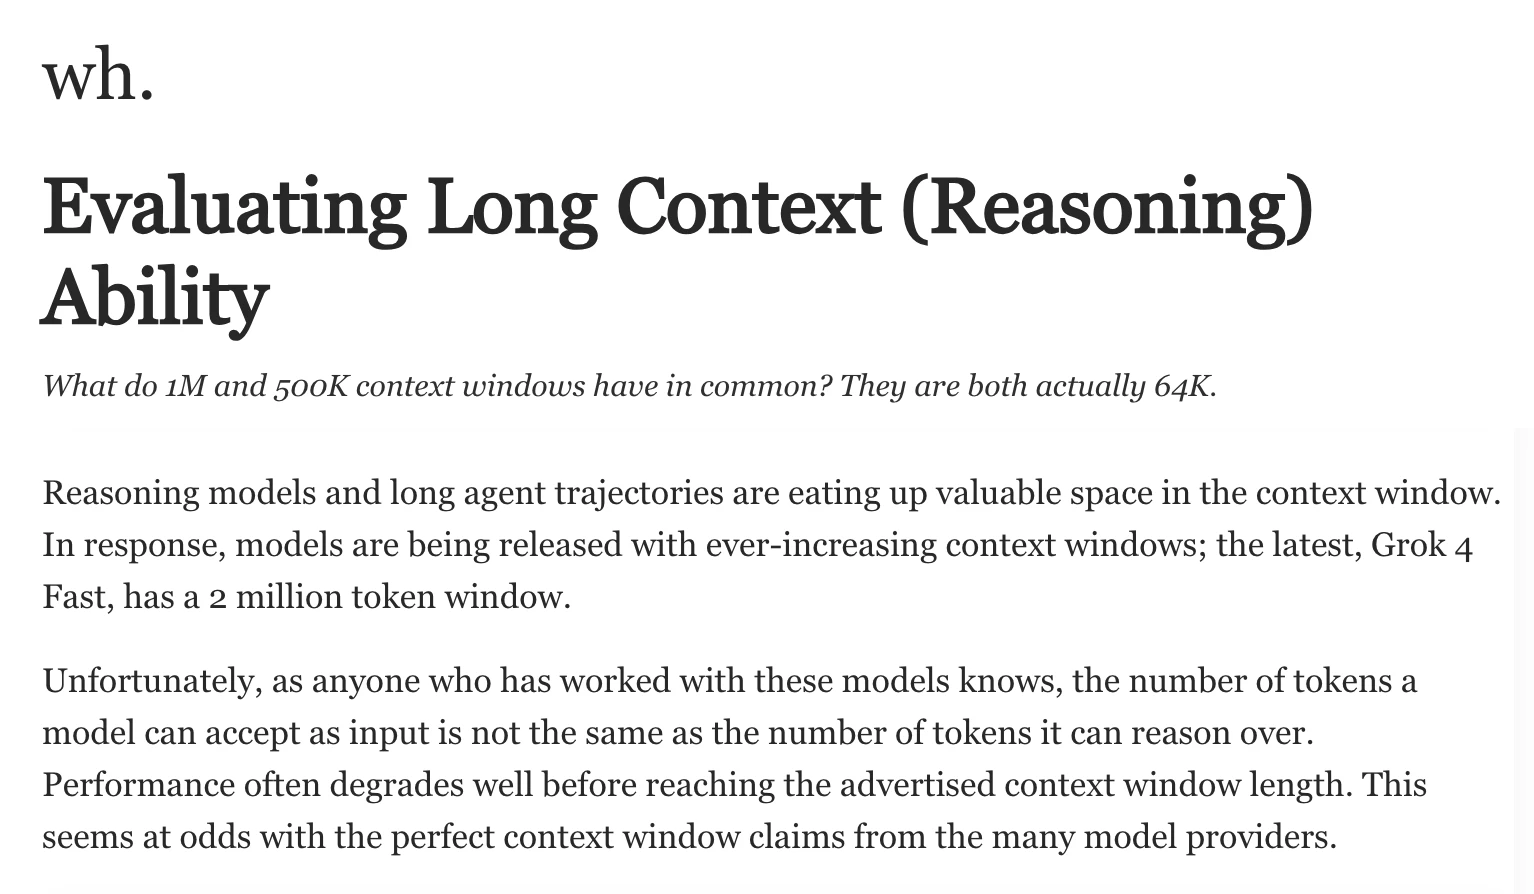 wh.
Evaluating Long Context (Reasoning)
Ability
What do 1M and 500K context windows have in common? They are both actually 64K.
Reasoning models and long agent trajectories are eating up valuable space in the context window.
In response, models are being released with ever-increasing context windows; the latest, Grok 4
Fast, has a 2 million token window.
Unfortunately, as anyone who has worked with these models knows, the number of tokens a
model can accept as input is not the same as the number of tokens it can reason over.
Performance often degrades well before reaching the advertised context window length. This
seems at odds with the perfect context window claims from the many model providers.